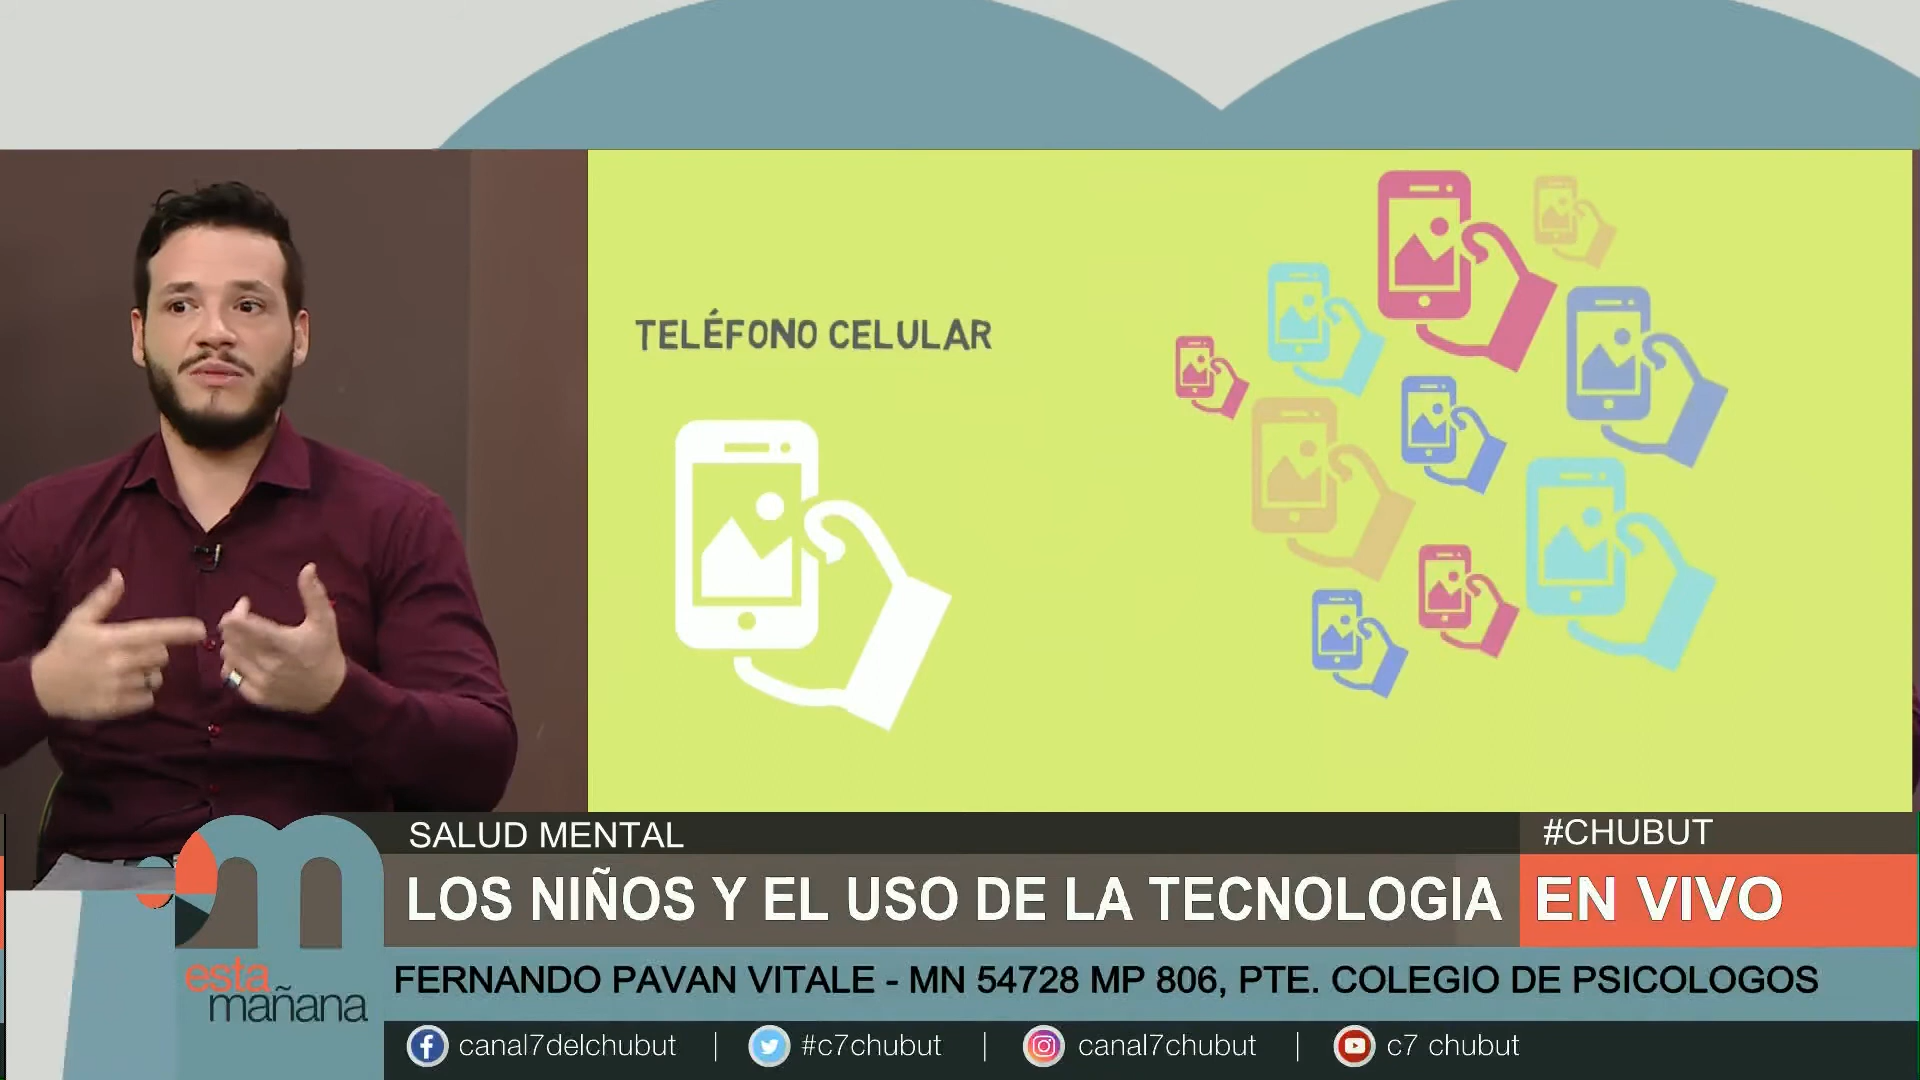 TELÉFONO CELULAR
SALUD MENTAL
#CHUBUT
LOS NIÑOS Y EL USO DE LA TECNOLOGIA
EN VIVO
esta
mañana
FERNANDO PAVAN VITALE - MN 54728 MP 806, PTE. COLEGIO DE PSICOLOGOS
canal7delchubut | #c7chubut | canal7chubut | c7 chubut